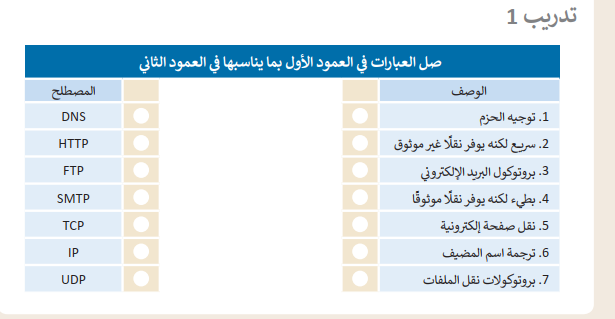 تدريب 1
صل العبارات في العمود الأول بما يناسبها في العمود الثاني
الوصف المصطلح
1. توجيه الحزم DNS
2. سريع لكنه يوفر نقلًا غير موثوق HTTP
3. بروتوكول البريد الإلكتروني FTP
4. بطيء لكنه يوفر نقلًا موثوقًا SMTP
5. نقل صفحة إلكترونية TCP
6. ترجمة اسم المضيف IP
7. بروتوكولات نقل الملفات UDP